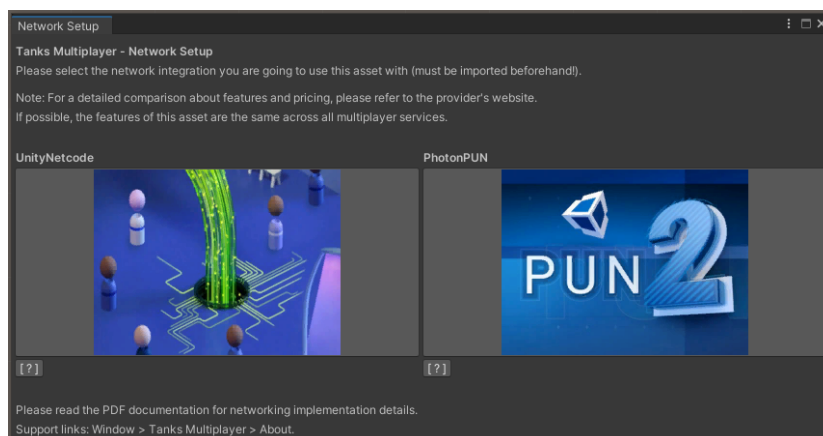 Network Setup
Tanks Multiplayer - Network Setup
Please select the network integration you are going to use this asset with (must be imported beforehand!).
Note: For a detailed comparison about features and pricing, please refer to the provider's website.
If possible, the features of this asset are the same across all multiplayer services.
UnityNetcode
PhotonPUN
PUN 2
[?]
[?]
Please read the PDF documentation for networking implementation details.
Support links: Window > Tanks Multiplayer > About.